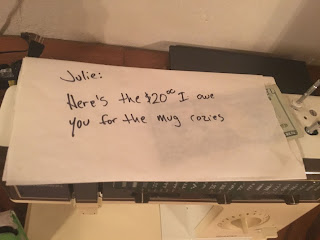 Julie:
Here's the $20⁰⁰ I owe
you for the mug cozies